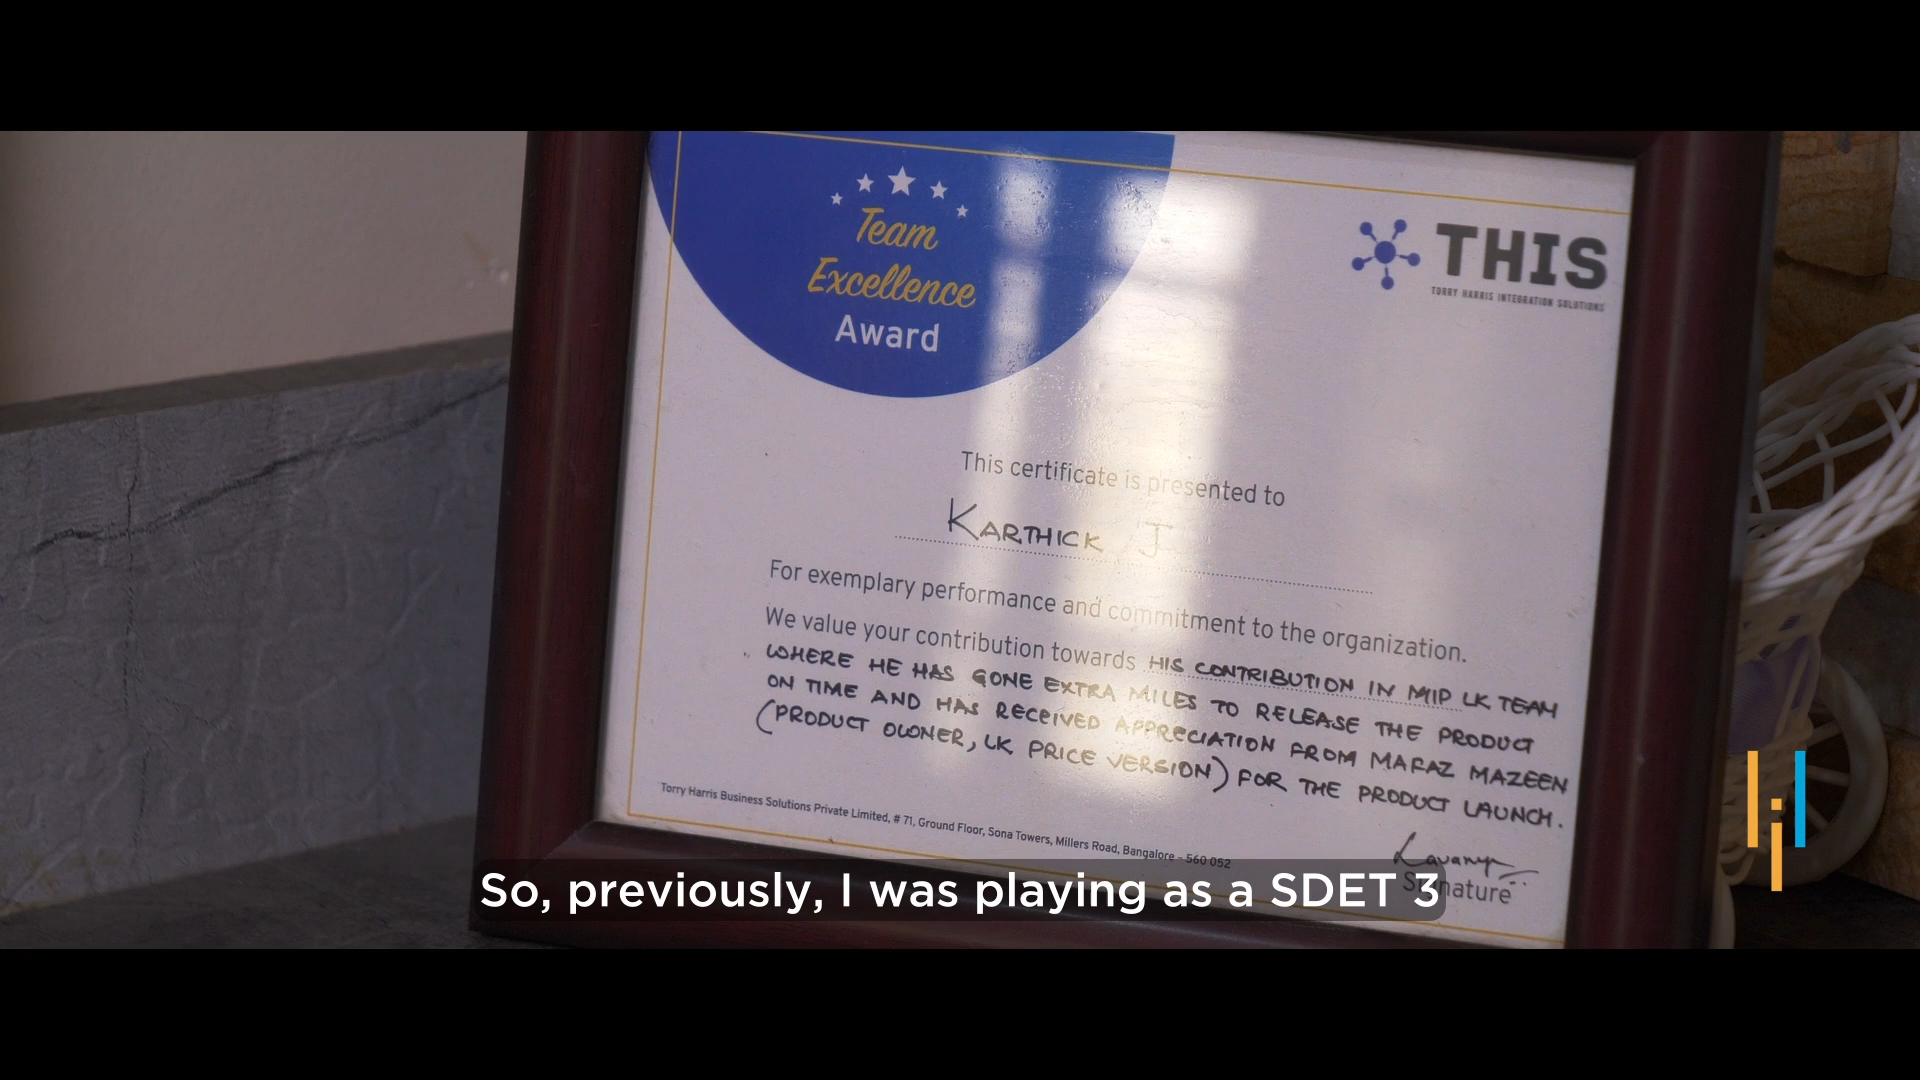 Team
Excellence
Award
THIS
TORRY HARRIS INTEGRATION SOLUTIONS
This certificate is presented to
KARTHICK J
For exemplary performance and commitment to the organization.
We value your contribution towards HIS CONTRIBUTION IN MIP LK TEAM
WHERE HE HAS GONE EXTRA MILES TO RELEASE THE PRODUCT
ON TIME AND HAS RECEIVED APPRECIATION FROM MAFAZ MAZEEN
(PRODUCT OWNER, LK PRICE VERSION) FOR THE PRODUCT LAUNCH.
Torry Harris Business Solutions Private Limited, # 71, Ground Floor, Sona Towers, Millers Road, Bangalore - 560 052
Lavanya
Signature
So, previously, I was playing as a SDET 3